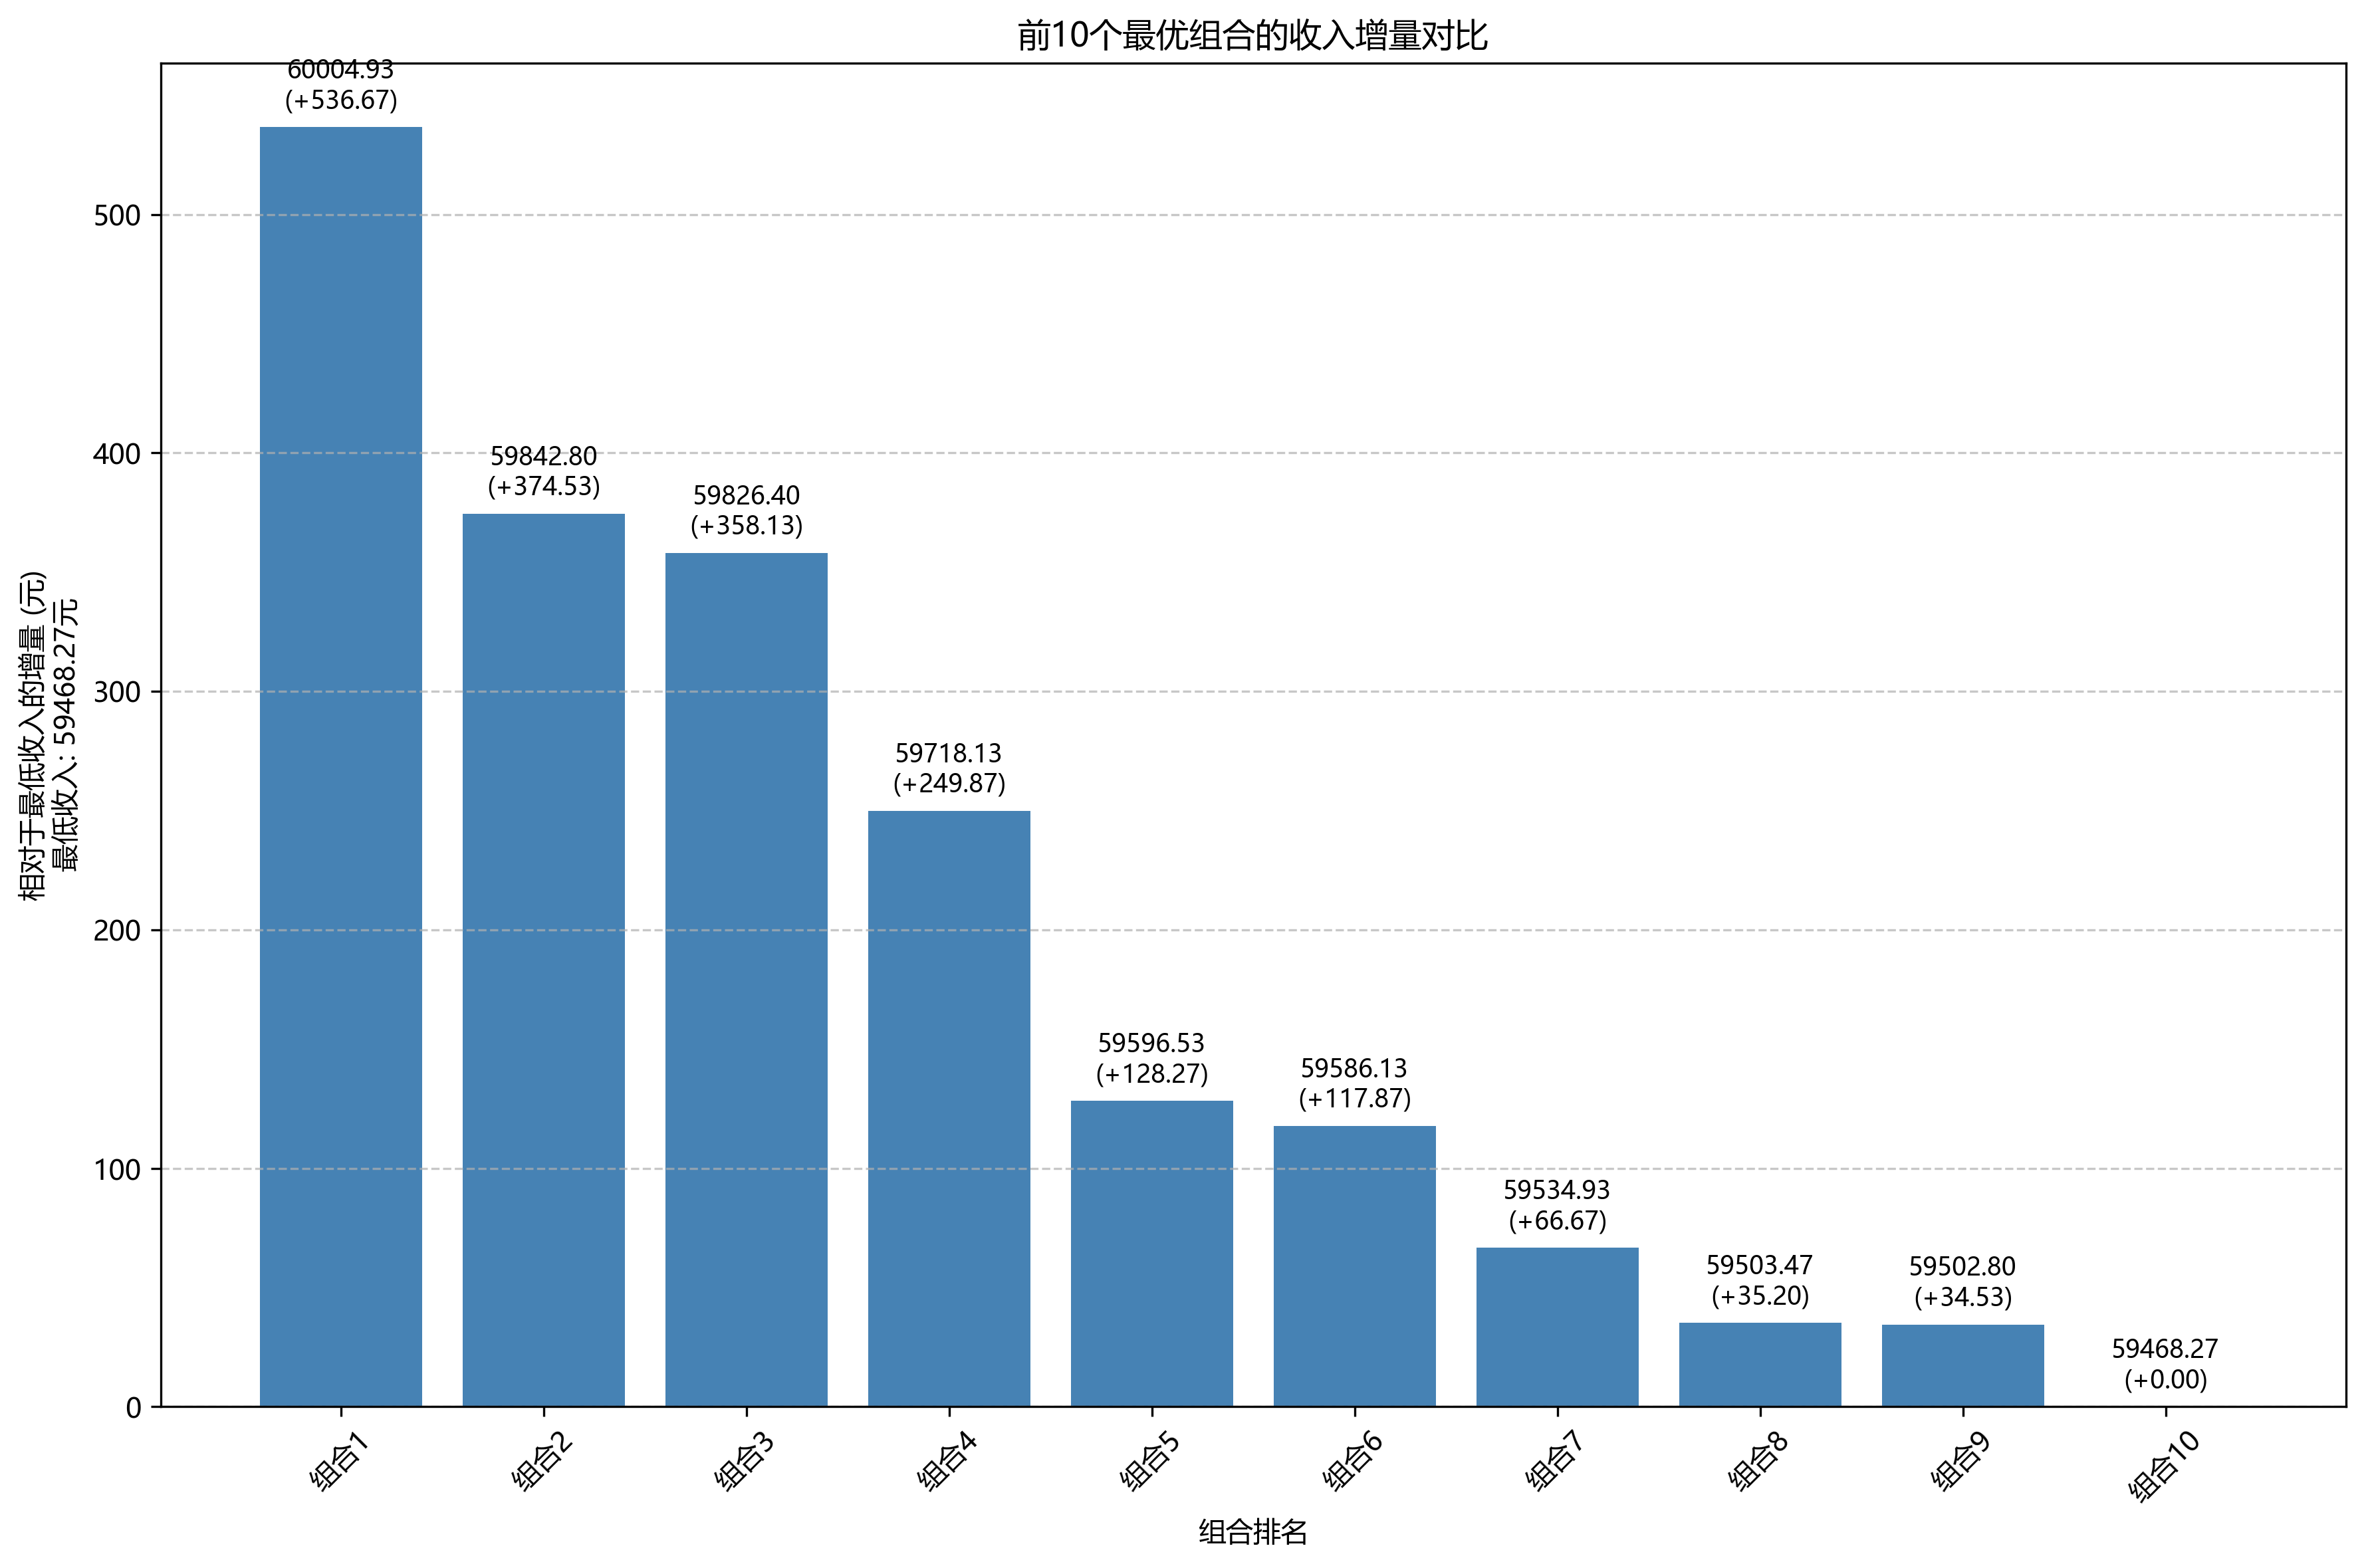 前10个最优组合的收入增量对比
相对于最低收入的增量 (元)
最低收入: 59468.27元
500
400
300
200
100
0
60004.93
(+536.67)
59842.80
(+374.53)
59826.40
(+358.13)
59718.13
(+249.87)
59596.53
(+128.27)
59586.13
(+117.87)
59534.93
(+66.67)
59503.47
(+35.20)
59502.80
(+34.53)
59468.27
(+0.00)
组合1
组合2
组合3
组合4
组合5
组合6
组合7
组合8
组合9
组合10
组合排名